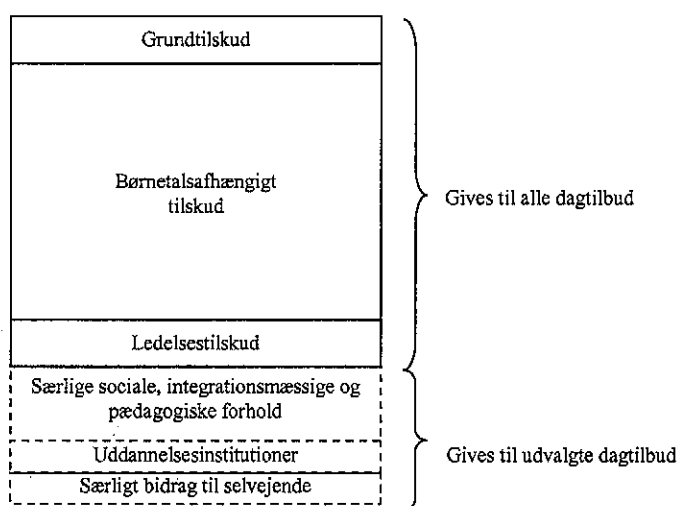 Grundtilskud
Børnetalsafhængigt
tilskud
Gives til alle dagtilbud
Ledelsestilskud
Særlige sociale, integrationsmæssige og
pædagogiske forhold
Uddannelsesinstitutioner
Gives til udvalgte dagtilbud
Særligt bidrag til selvejende